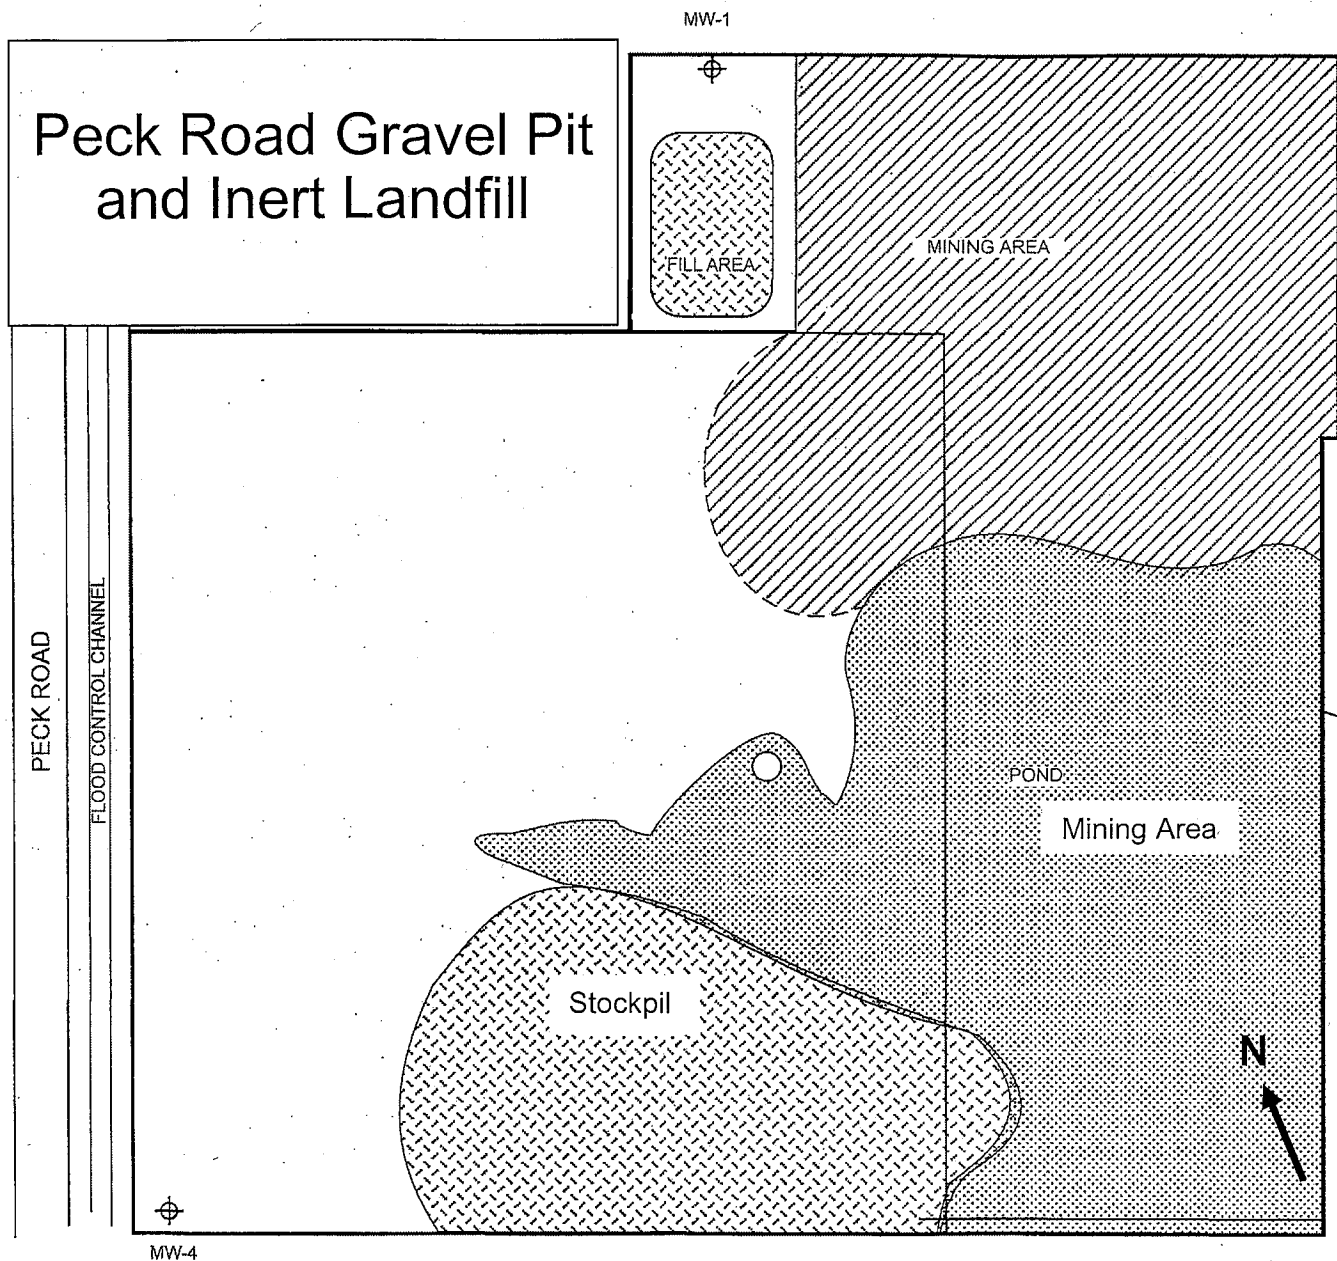 MW-1
Peck Road Gravel Pit
and Inert Landfill
MINING AREA
FILL AREA
PECK ROAD
FLOOD CONTROL CHANNEL
POND
Mining Area
Stockpil
N
MW-4